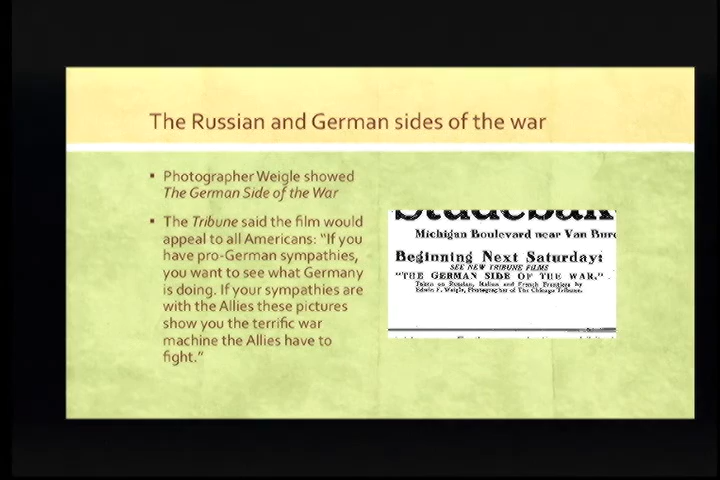 The Russian and German sides of the war
▪ Photographer Weigle showed
The German Side of the War
▪ The Tribune said the film would
appeal to all Americans: “If you
have pro-German sympathies,
you want to see what Germany
is doing. If your sympathies are
with the Allies these pictures
show you the terrific war
machine the Allies have to
fight.”
Michigan Boulevard near Van Bure
Beginning Next Saturday:
SEE NEW TRIBUNE FILMS
"THE GERMAN SIDE OF THE WAR."
Taken on Russian, Italian and French Frontiers by
Edwin F. Weigle, Photographer of The Chicago Tribune.